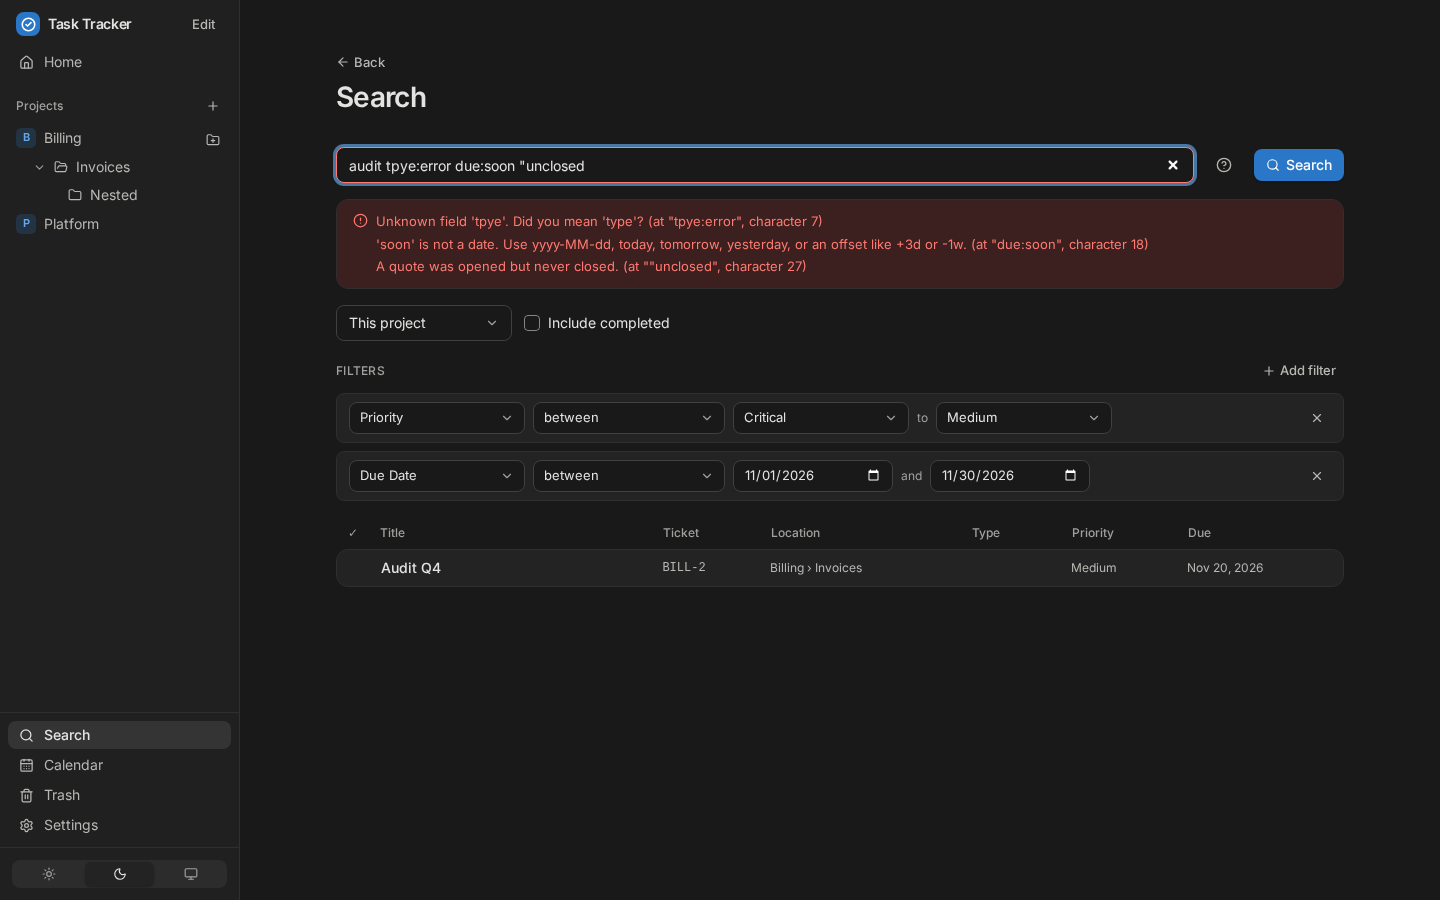 Task Tracker
Edit
Home
Projects
B Billing
Invoices
Nested
P Platform
Search
Calendar
Trash
Settings
Back
Search
audit tpye:error due:soon "unclosed
Search
Unknown field 'tpye'. Did you mean 'type'? (at "tpye:error", character 7)
'soon' is not a date. Use yyyy-MM-dd, today, tomorrow, yesterday, or an offset like +3d or -1w. (at "due:soon", character 18)
A quote was opened but never closed. (at ""unclosed", character 27)
This project
Include completed
FILTERS
Add filter
Priority between Critical to Medium
Due Date between 11/01/2026 and 11/30/2026
✓ Title Ticket Location Type Priority Due
Audit Q4 BILL-2 Billing › Invoices Medium Nov 20, 2026